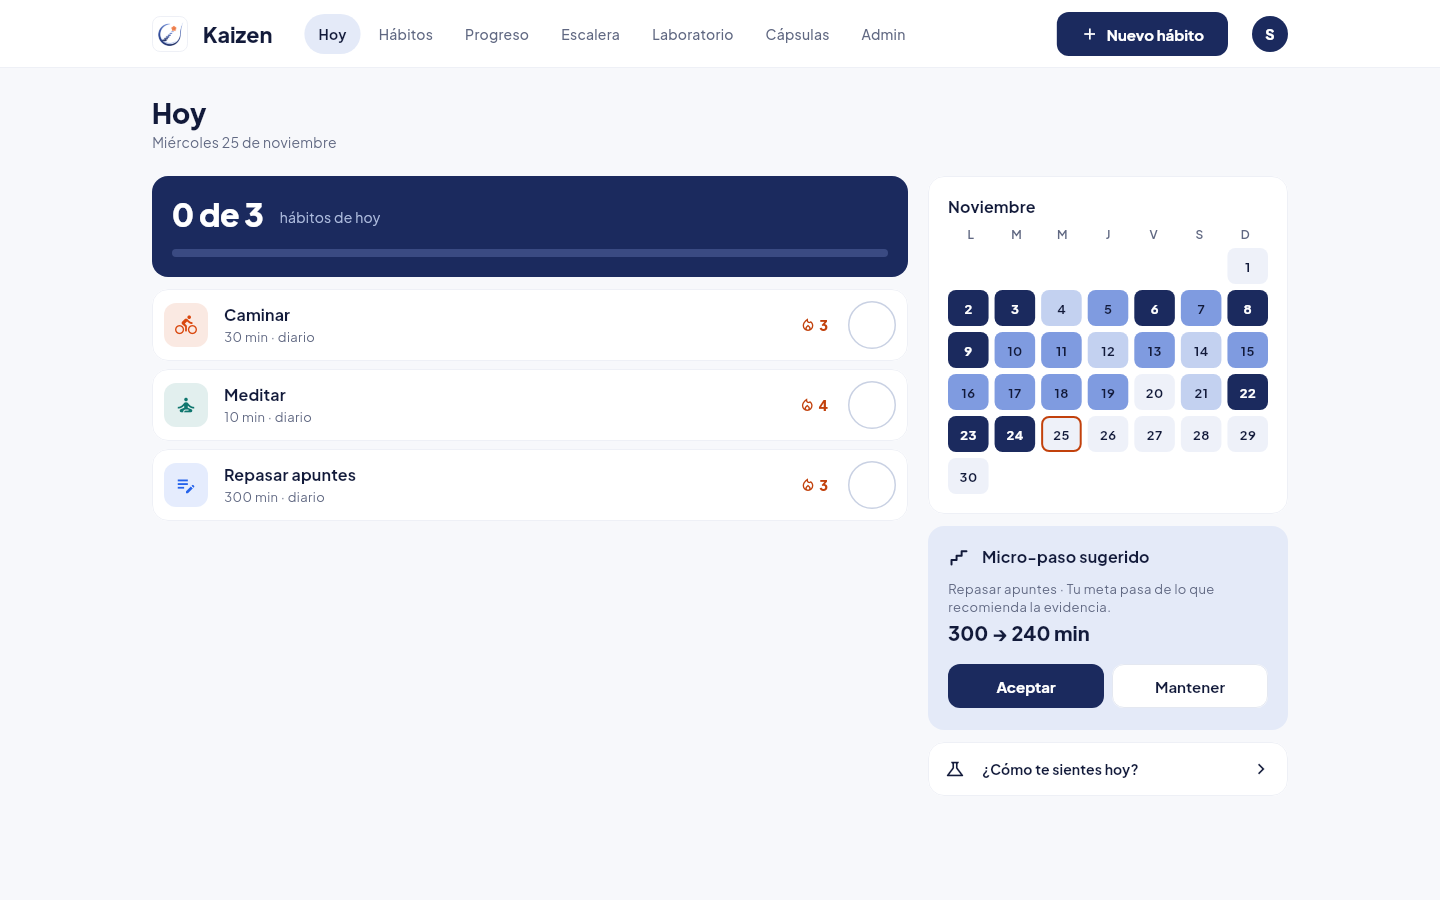 Kaizen
Hoy
Hábitos
Progreso
Escalera
Laboratorio
Cápsulas
Admin
+ Nuevo hábito
S
Hoy
Miércoles 25 de noviembre
0 de 3 hábitos de hoy
Caminar
30 min · diario
3
Meditar
10 min · diario
4
Repasar apuntes
300 min · diario
3
Noviembre
L M M J V S D
1
2 3 4 5 6 7 8
9 10 11 12 13 14 15
16 17 18 19 20 21 22
23 24 25 26 27 28 29
30
Micro-paso sugerido
Repasar apuntes · Tu meta pasa de lo que
recomienda la evidencia.
300 → 240 min
Aceptar
Mantener
¿Cómo te sientes hoy?